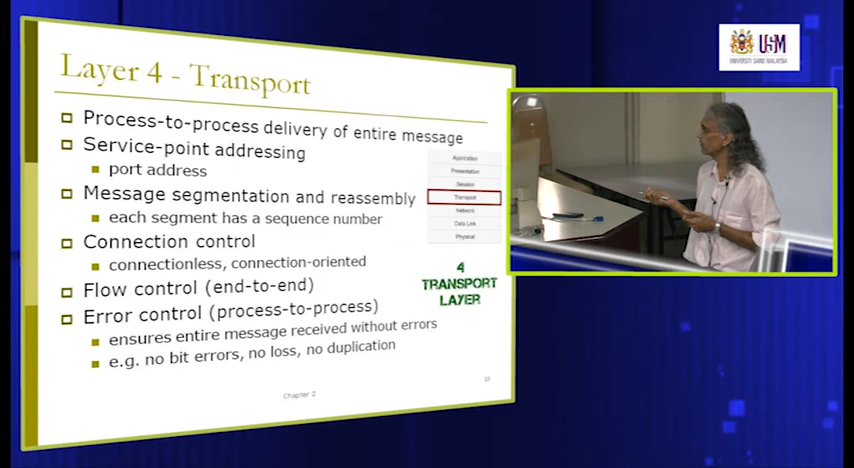 Layer 4 - Transport
Process-to-process delivery of entire message
Service-point addressing
port address
Message segmentation and reassembly
each segment has a sequence number
Connection control
connectionless, connection-oriented
Flow control (end-to-end)
Error control (process-to-process)
ensures entire message received without errors
e.g. no bit errors, no loss, no duplication
Application
Presentation
Session
Transport
Network
Data Link
Physical
4
TRANSPORT
LAYER
Chapter 2
USM
UNIVERSITI SAINS MALAYSIA